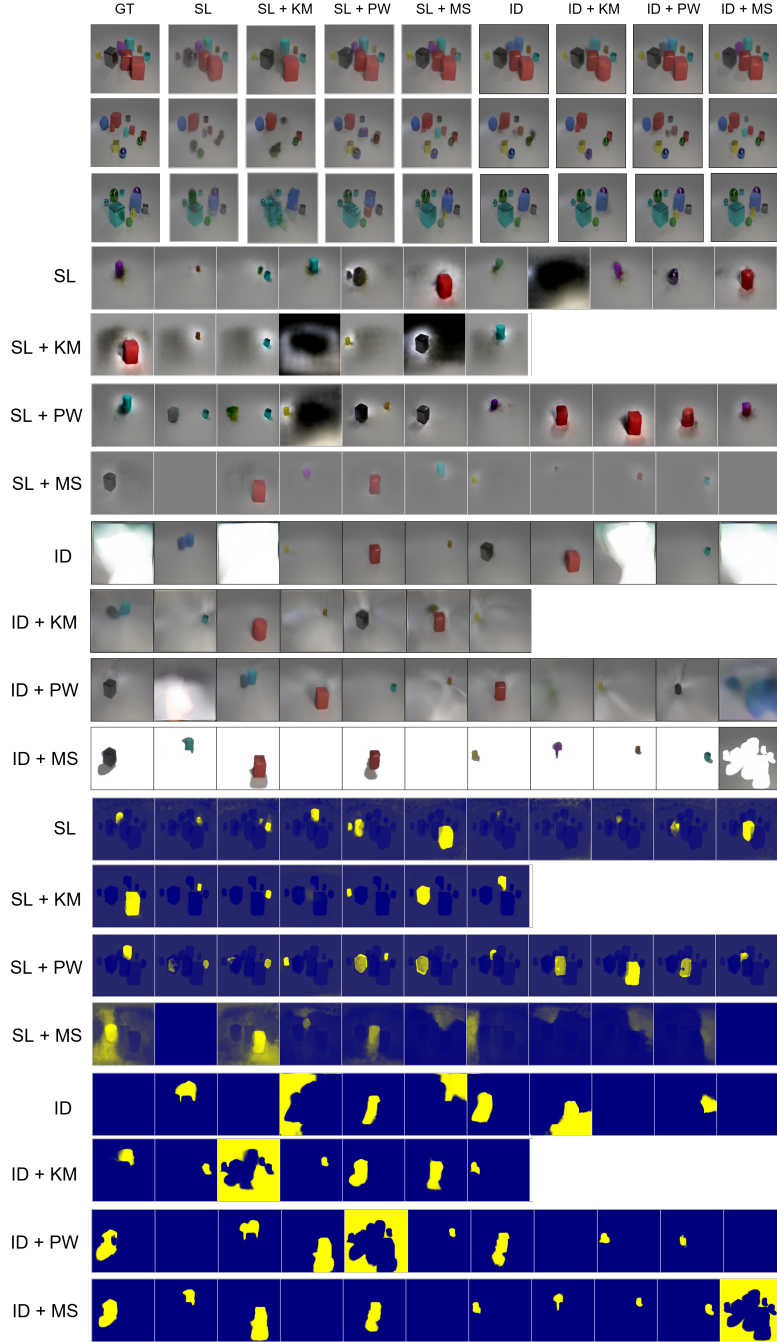 GT SL SL + KM SL + PW SL + MS ID ID + KM ID + PW ID + MS
SL
SL + KM
SL + PW
SL + MS
ID
ID + KM
ID + PW
ID + MS
SL
SL + KM
SL + PW
SL + MS
ID
ID + KM
ID + PW
ID + MS